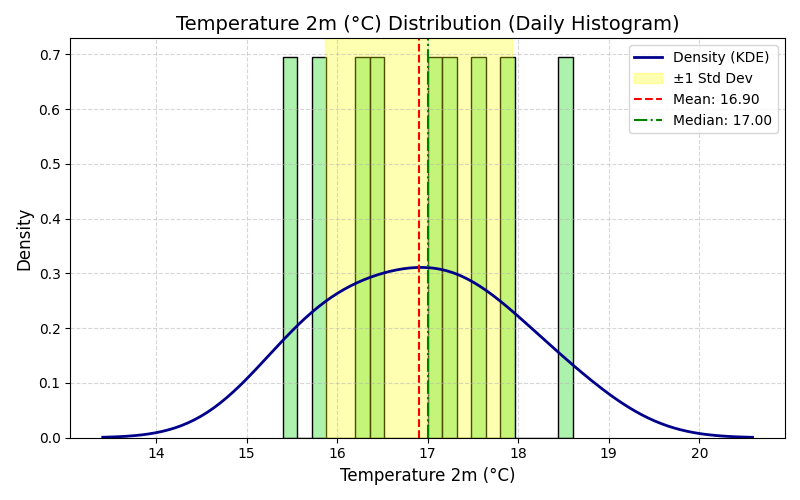 Temperature 2m (°C) Distribution (Daily Histogram)
Density (KDE)
±1 Std Dev
Mean: 16.90
Median: 17.00
Density
0.7
0.6
0.5
0.4
0.3
0.2
0.1
0.0
14 15 16 17 18 19 20
Temperature 2m (°C)